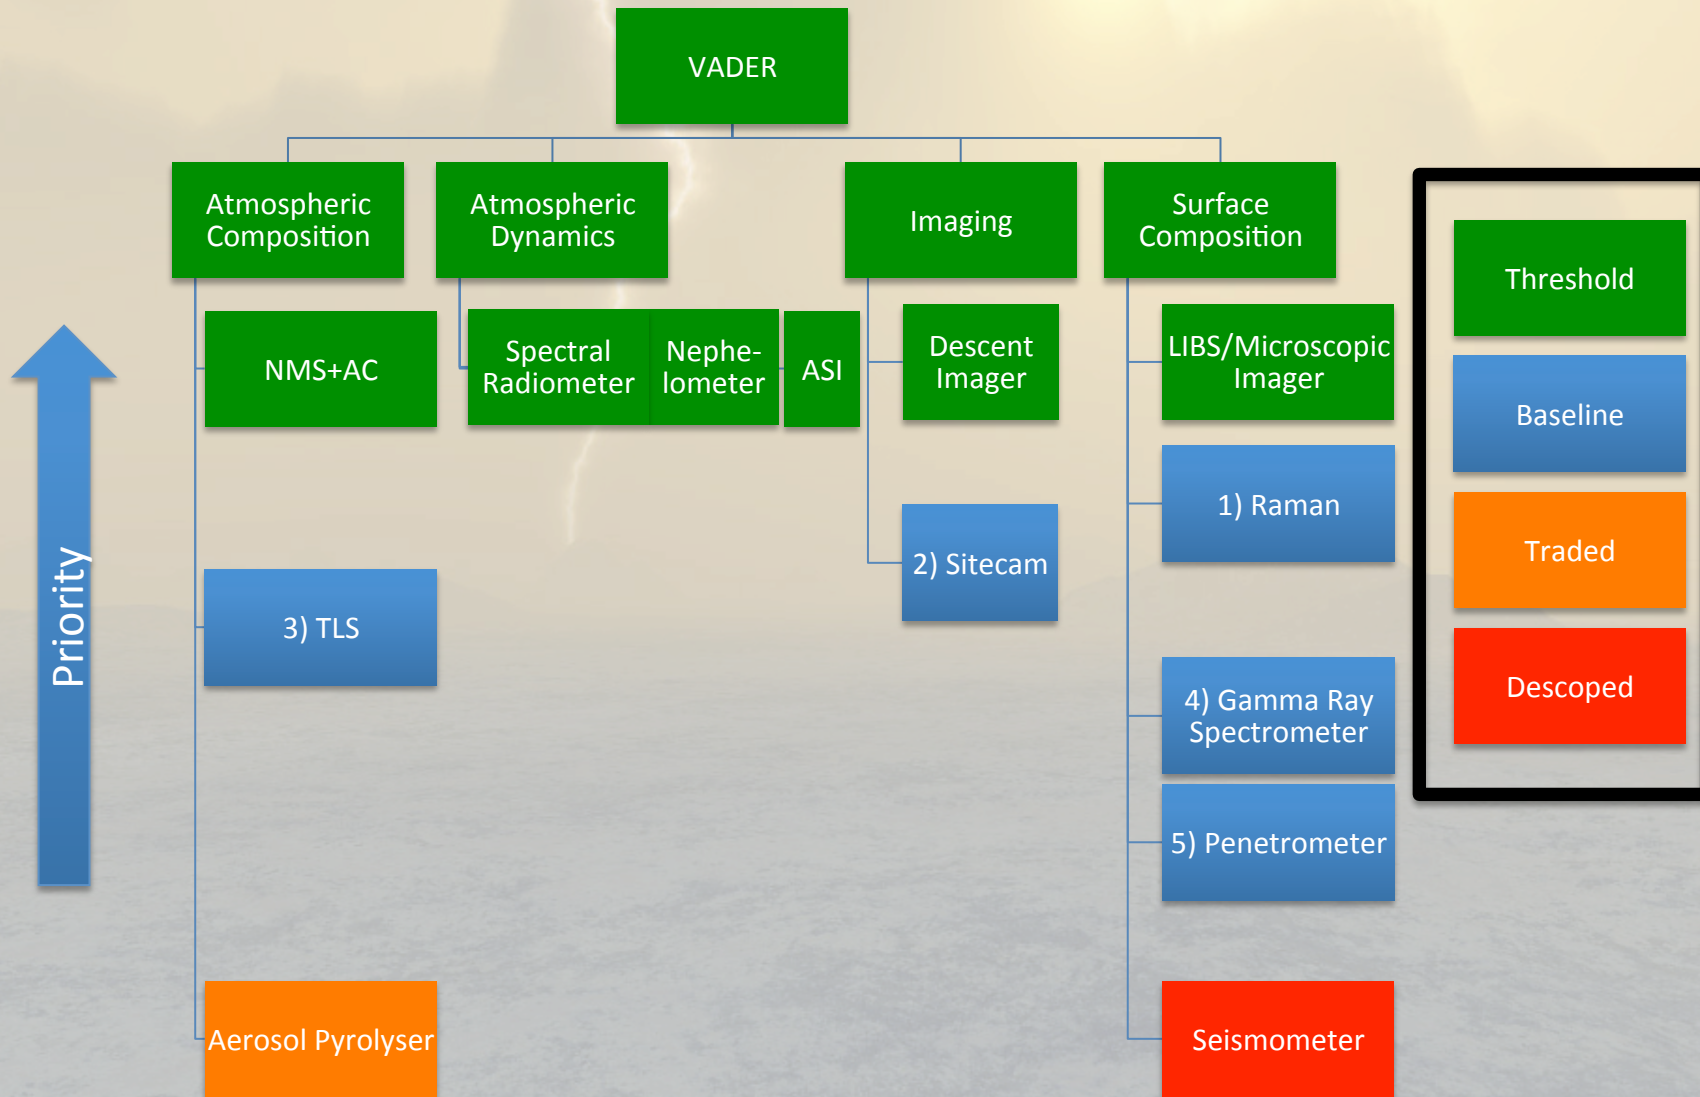 VADER
Atmospheric
Composition
Atmospheric
Dynamics
Imaging
Surface
Composition
NMS+AC
Spectral
Radiometer
Nephe-
lometer
ASI
Descent
Imager
LIBS/Microscopic
Imager
1) Raman
2) Sitecam
3) TLS
4) Gamma Ray
Spectrometer
5) Penetrometer
Aerosol Pyrolyser
Seismometer
Priority
Threshold
Baseline
Traded
Descoped